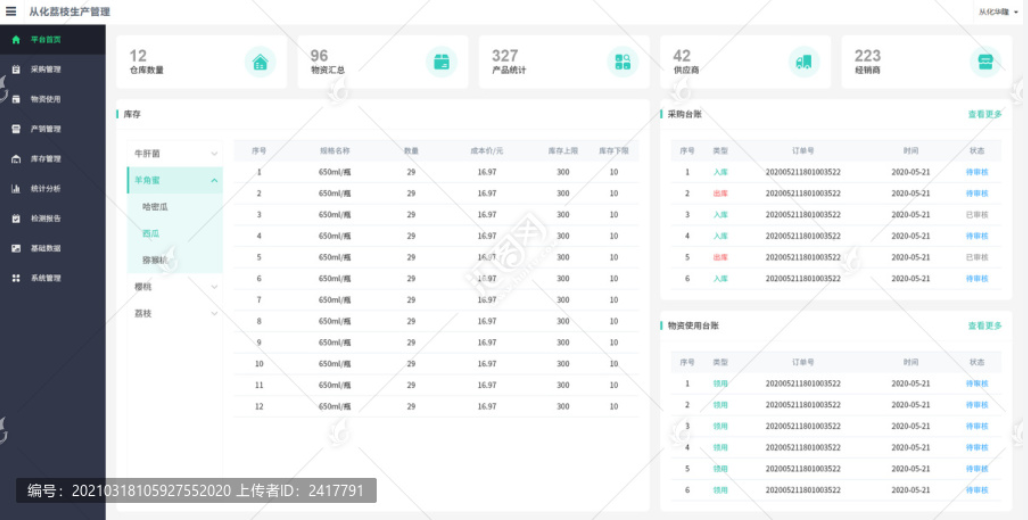 从化荔枝生产管理
从化华隆
平台首页
采购管理
物资使用
产销管理
库存管理
统计分析
检测报告
基础数据
系统管理
12
仓库数量
96
物资汇总
327
产品统计
42
供应商
223
经销商
库存
牛肝菌
羊角蜜
哈密瓜
西瓜
猕猴桃
樱桃
荔枝
序号 规格名称 数量 成本价/元 库存上限 库存下限
1 650ml/瓶 29 16.97 300 10
2 650ml/瓶 29 16.97 300 10
3 650ml/瓶 29 16.97 300 10
4 650ml/瓶 29 16.97 300 10
5 650ml/瓶 29 16.97 300 10
6 650ml/瓶 29 16.97 300 10
7 650ml/瓶 29 16.97 300 10
8 650ml/瓶 29 16.97 300 10
9 650ml/瓶 29 16.97 300 10
10 650ml/瓶 29 16.97 300 10
11 650ml/瓶 29 16.97 300 10
12 650ml/瓶 29 16.97 300 10
采购台账 查看更多
序号 类型 订单号 时间 状态
1 入库 202005211801003522 2020-05-21 待审核
2 出库 202005211801003522 2020-05-21 待审核
3 入库 202005211801003522 2020-05-21 已审核
4 入库 202005211801003522 2020-05-21 待审核
5 出库 202005211801003522 2020-05-21 已审核
6 入库 202005211801003522 2020-05-21 待审核
物资使用台账 查看更多
序号 类型 订单号 时间 状态
1 领用 202005211801003522 2020-05-21 待审核
2 领用 202005211801003522 2020-05-21 待审核
3 领用 202005211801003522 2020-05-21 待审核
4 领用 202005211801003522 2020-05-21 待审核
5 领用 202005211801003522 2020-05-21 待审核
6 领用 202005211801003522 2020-05-21 待审核
编号：20210318105927552020 上传者ID：2417791